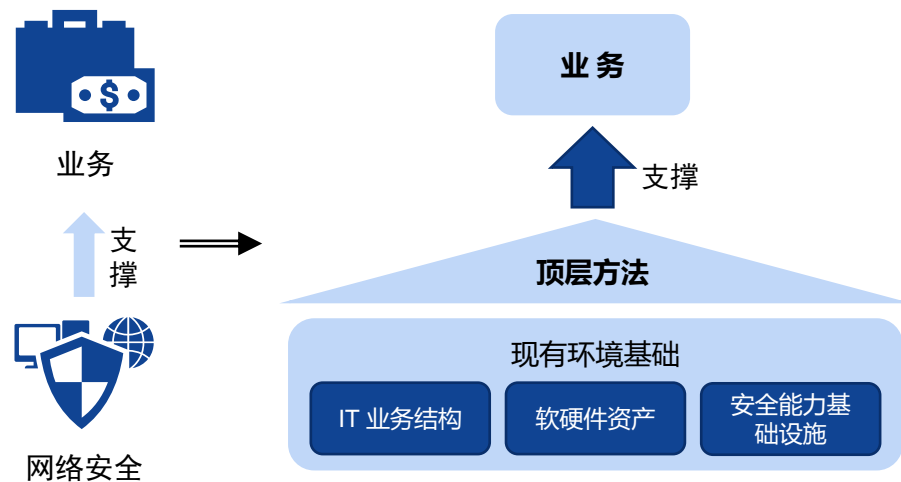 业务
支
撑
网络安全
业 务
支撑
顶层方法
现有环境基础
IT 业务结构
软硬件资产
安全能力基
础设施
$